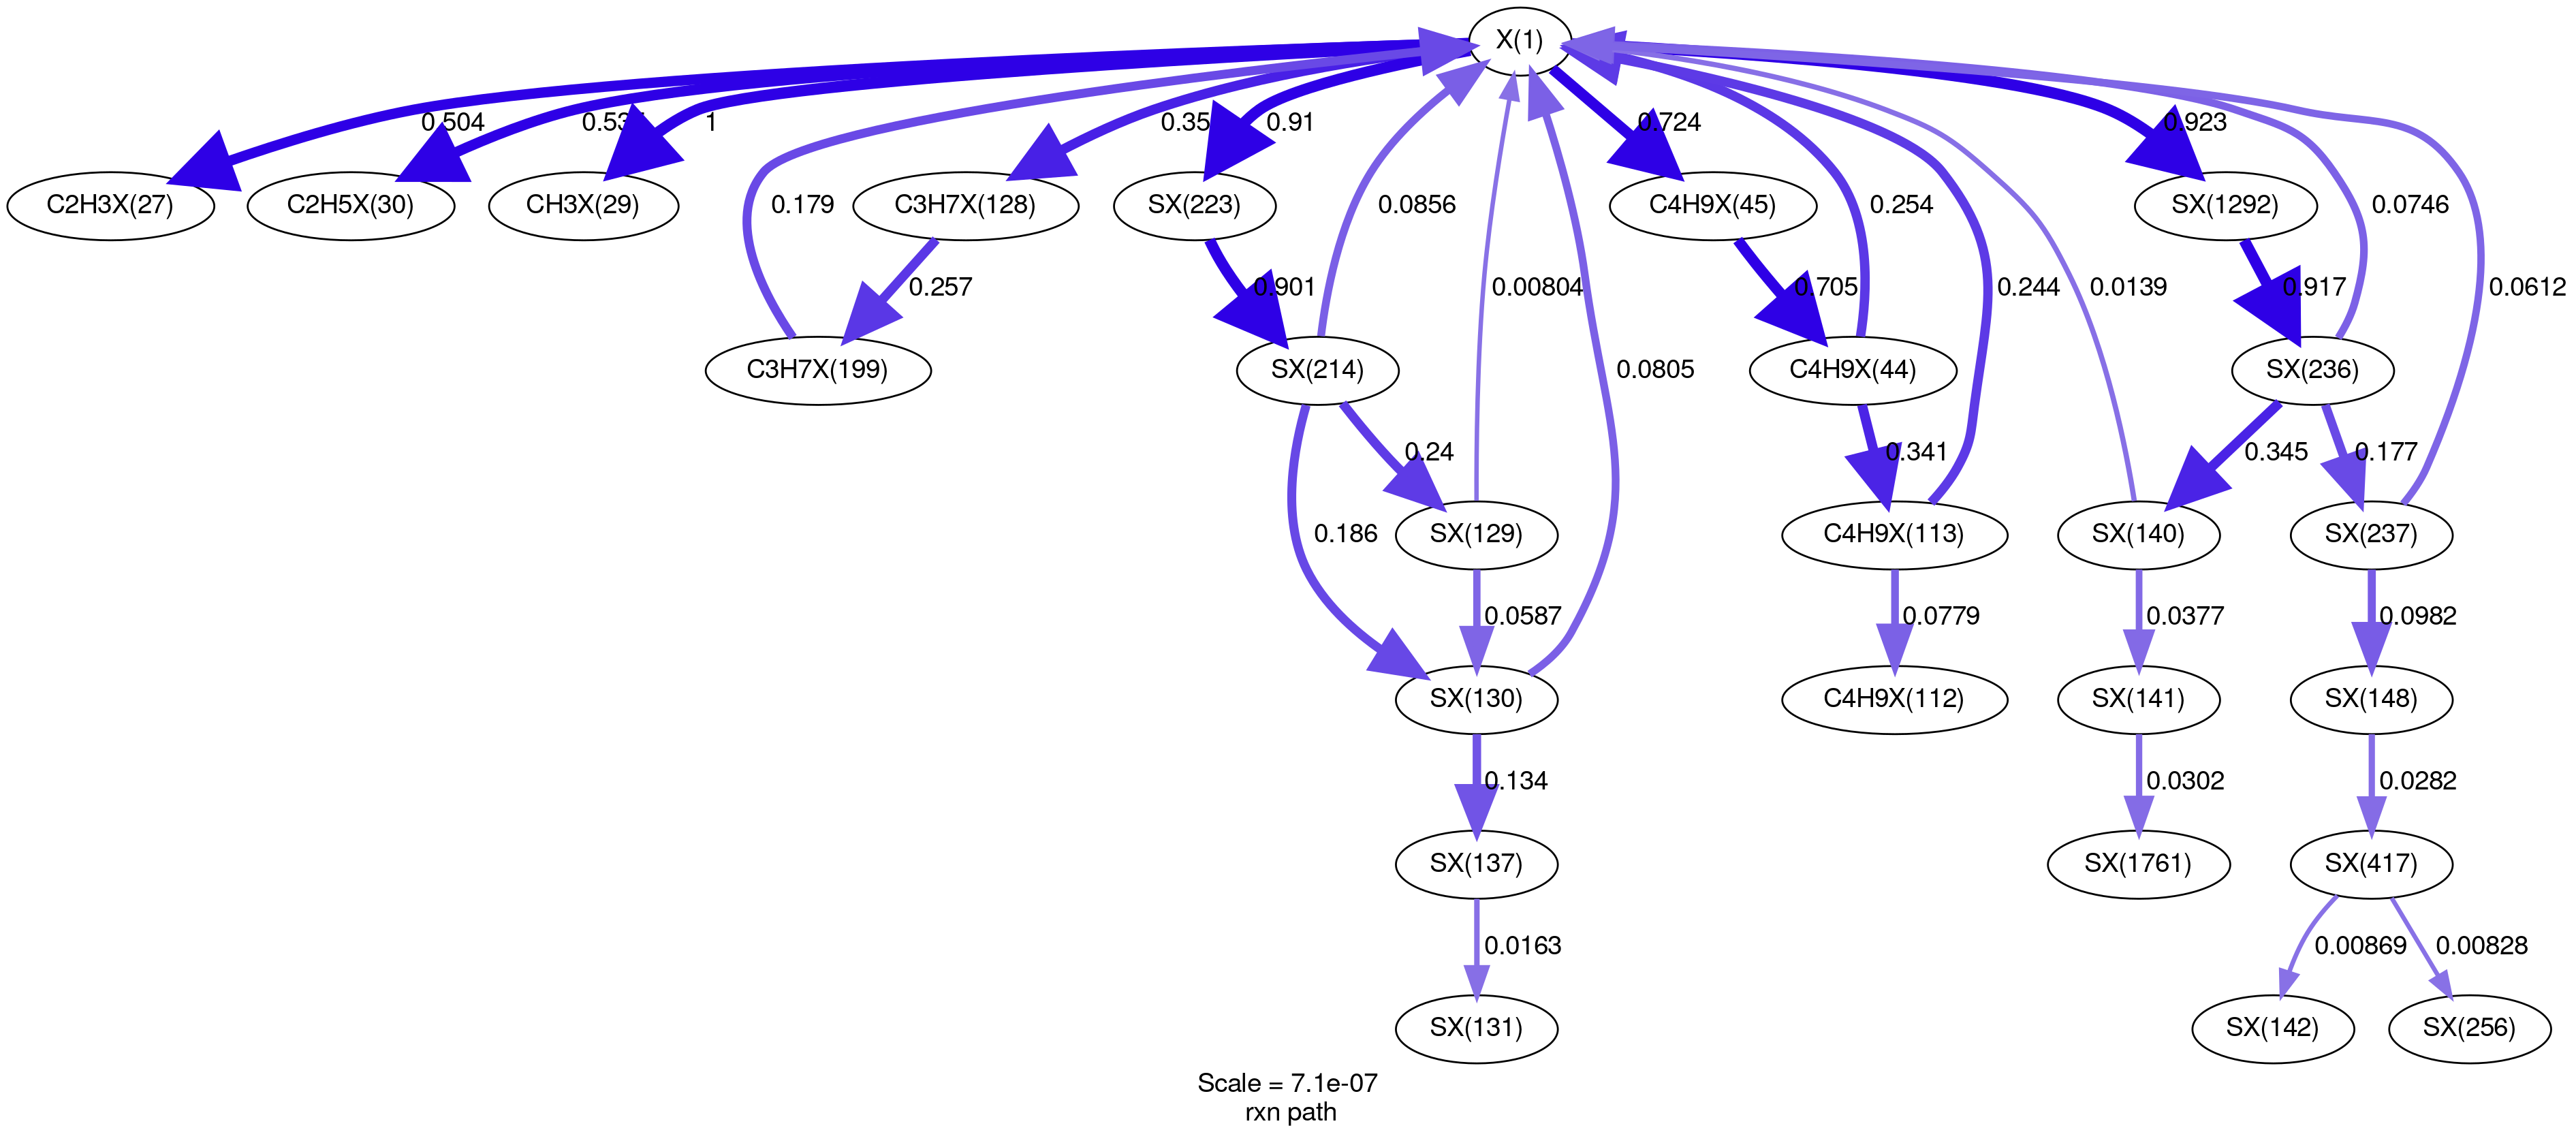 X(1)
0.504
1
0.35
0.91
0.724
0.923
C2H3X(27)
C2H5X(30)
CH3X(29)
0.179
C3H7X(128)
SX(223)
0.0856
C4H9X(45)
0.254
SX(1292)
0.0746
0.257
0.901
0.00804
0.705
0.244
0.0139
0.917
0.0612
C3H7X(199)
SX(214)
0.0805
C4H9X(44)
SX(236)
0.24
0.341
0.345
0.177
0.186
SX(129)
C4H9X(113)
SX(140)
SX(237)
0.0587
0.0779
0.0377
0.0982
SX(130)
C4H9X(112)
SX(141)
SX(148)
0.134
0.0302
0.0282
SX(137)
SX(1761)
SX(417)
0.0163
0.00869
0.00828
SX(131)
SX(142)
SX(256)
Scale = 7.1e-07
rxn path